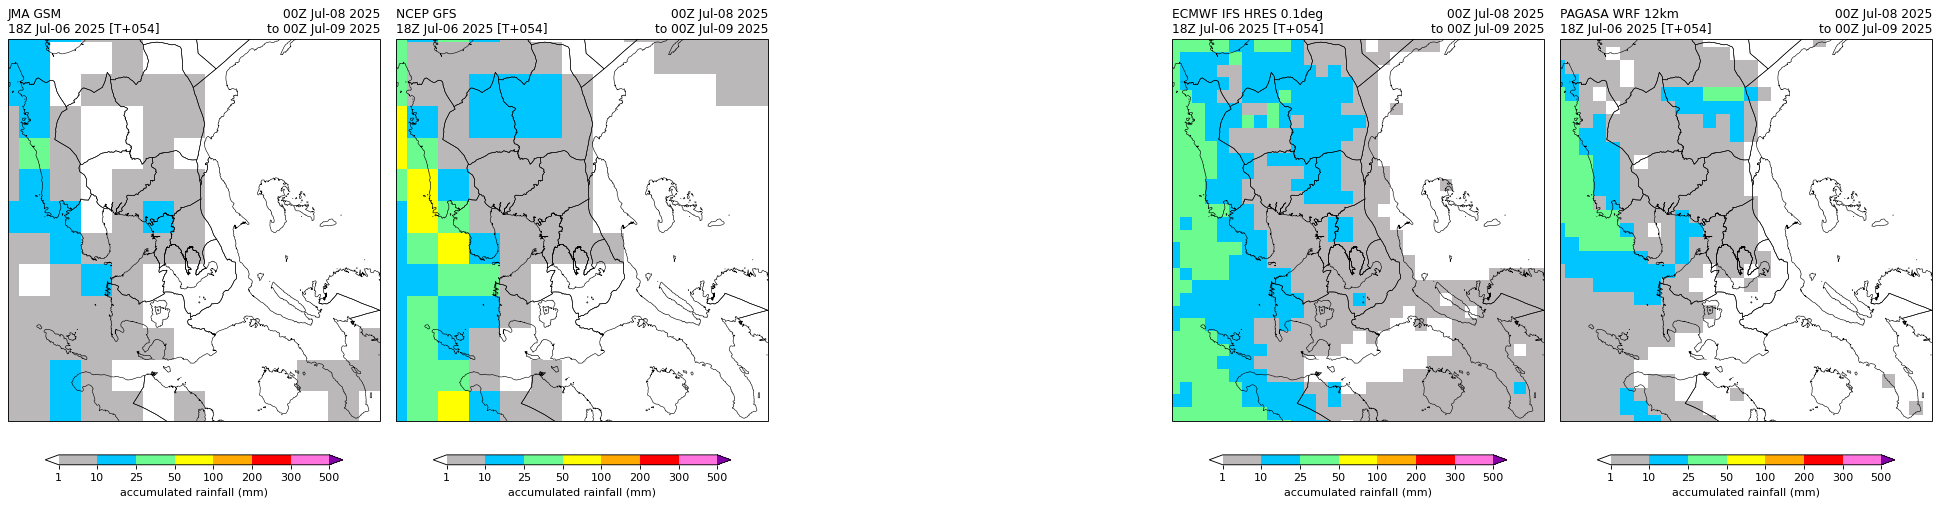 JMA GSM 00Z Jul-08 2025
18Z Jul-06 2025 [T+054] to 00Z Jul-09 2025
1 10 25 50 100 200 300 500
accumulated rainfall (mm)
NCEP GFS 00Z Jul-08 2025
18Z Jul-06 2025 [T+054] to 00Z Jul-09 2025
1 10 25 50 100 200 300 500
accumulated rainfall (mm)
ECMWF IFS HRES 0.1deg 00Z Jul-08 2025
18Z Jul-06 2025 [T+054] to 00Z Jul-09 2025
1 10 25 50 100 200 300 500
accumulated rainfall (mm)
PAGASA WRF 12km 00Z Jul-08 2025
18Z Jul-06 2025 [T+054] to 00Z Jul-09 2025
1 10 25 50 100 200 300 500
accumulated rainfall (mm)